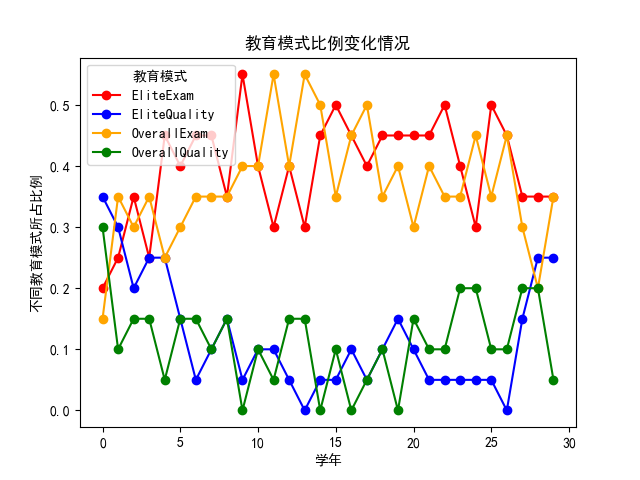 教育模式比例变化情况
教育模式
EliteExam
EliteQuality
OverallExam
OverallQuality
不同教育模式所占比例
0.5
0.4
0.3
0.2
0.1
0.0
0 5 10 15 20 25 30
学年